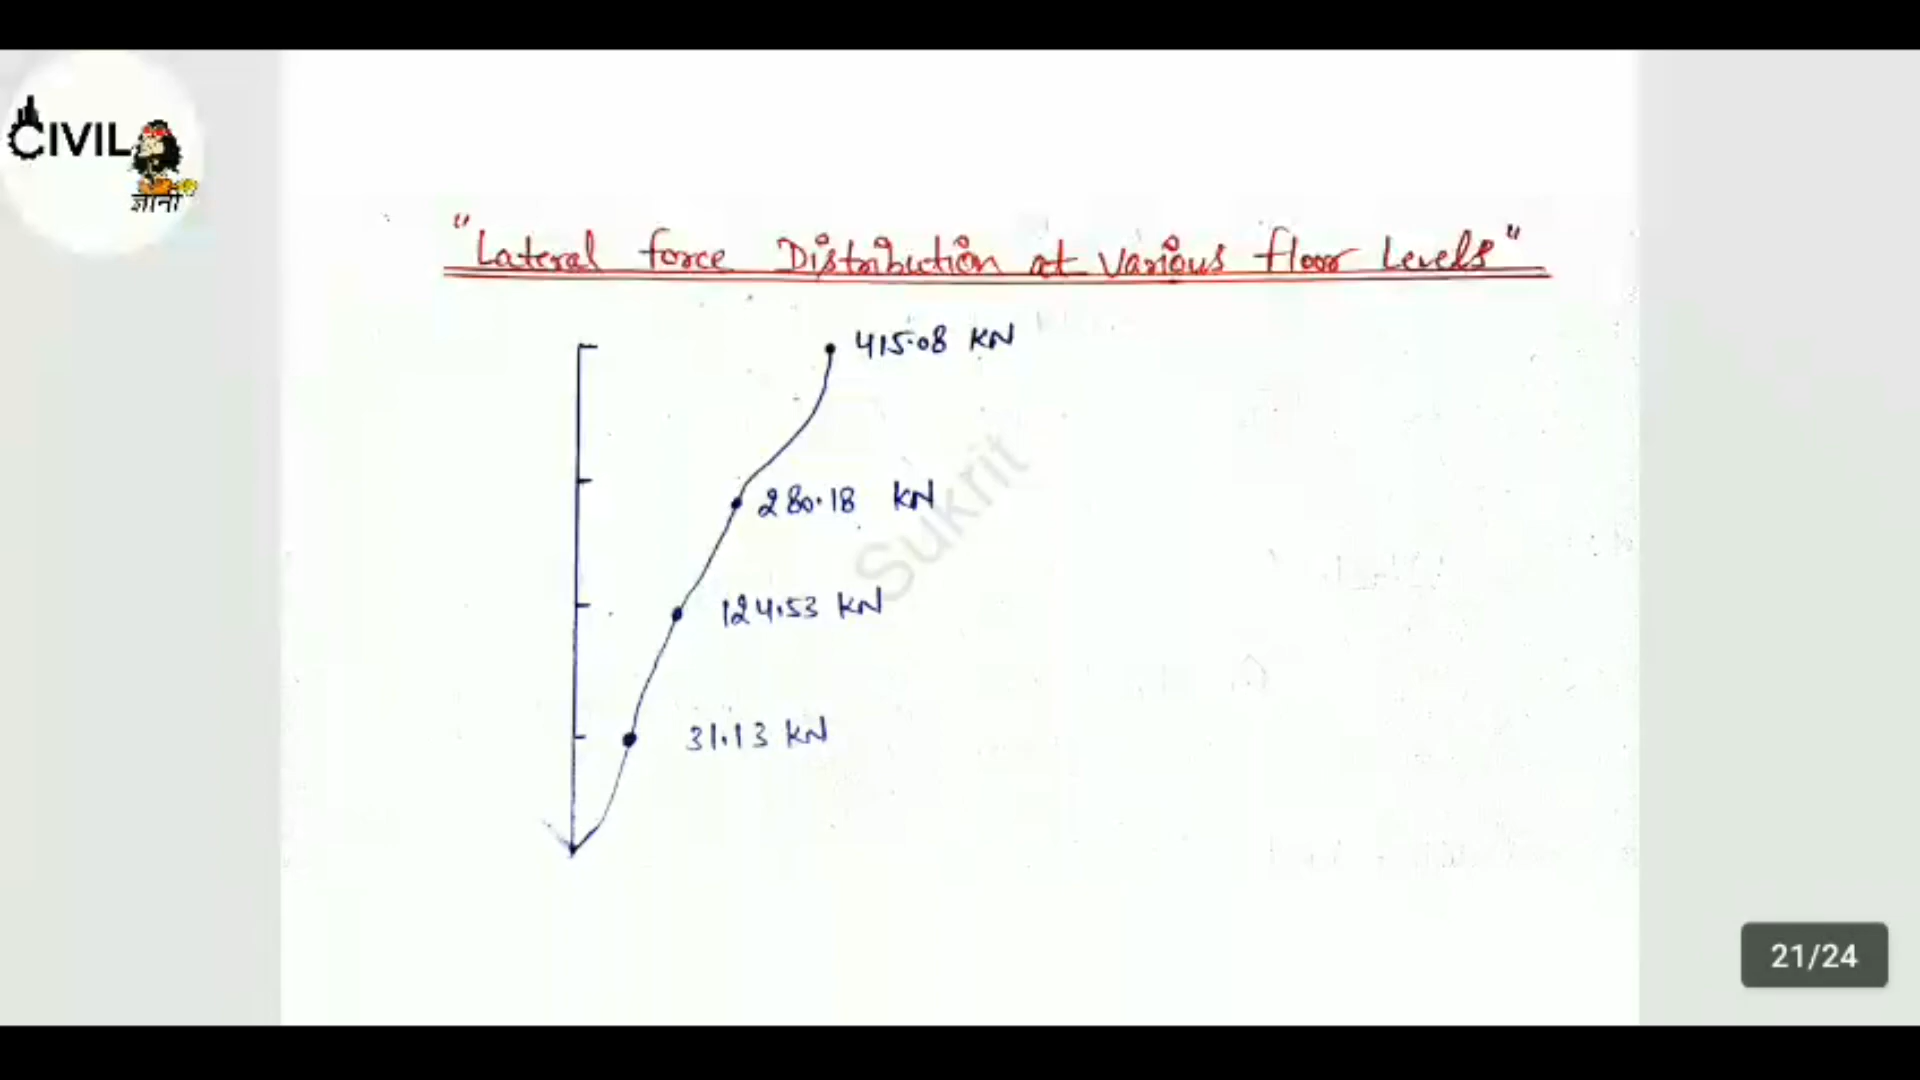 CIVIL
ज्ञानी
"Lateral force Distribution at Various floor Levels"
415.08 KN
280.18 KN
124.53 KN
31.13 KN
Sukrit
21/24